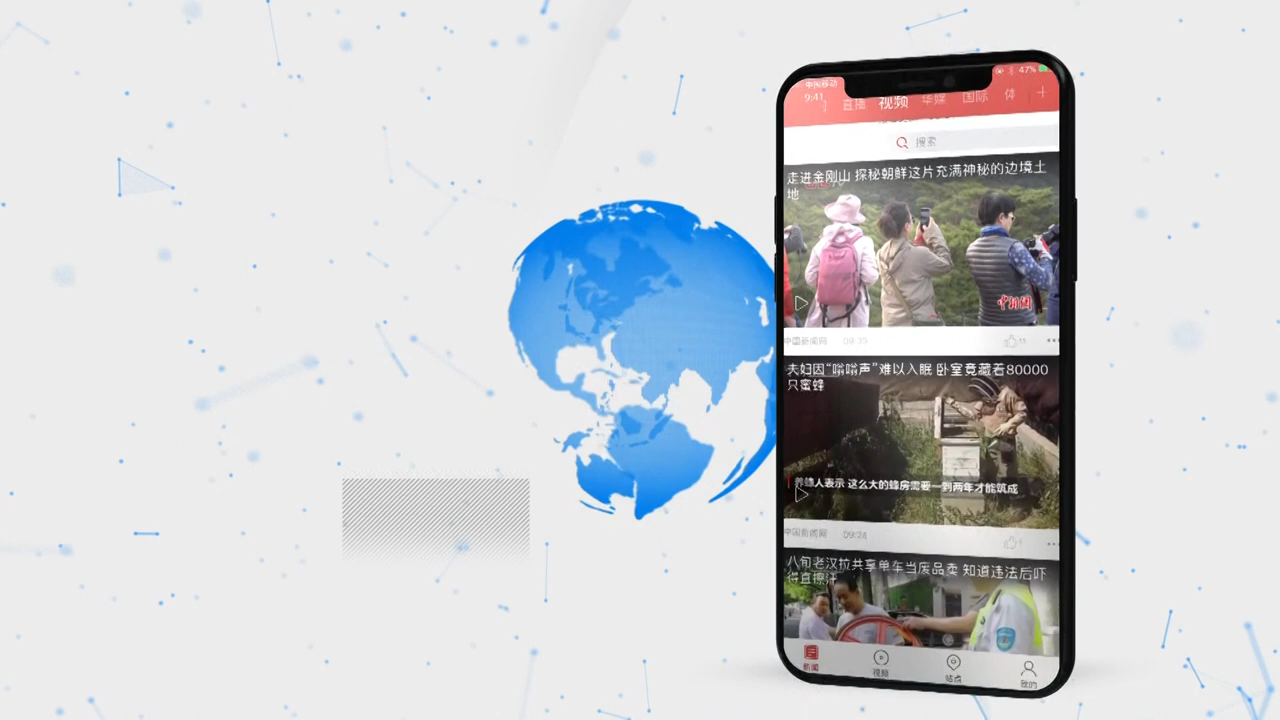 中国移动
47%
9:41
直播 视频 华媒 国际 体 +
搜索
走进金刚山 探秘朝鲜这片充满神秘的边境土
地
中新网
中国新闻网 09:39
11
夫妇因“嗡嗡声”难以入眠 卧室竟藏着80000
只蜜蜂
养蜂人表示 这么大的蜂房需要一到两年才能筑成
中国新闻网 09:24
1
八旬老汉拉共享单车当废品卖 知道违法后吓
得直擦汗
新闻 视频 站点 我的